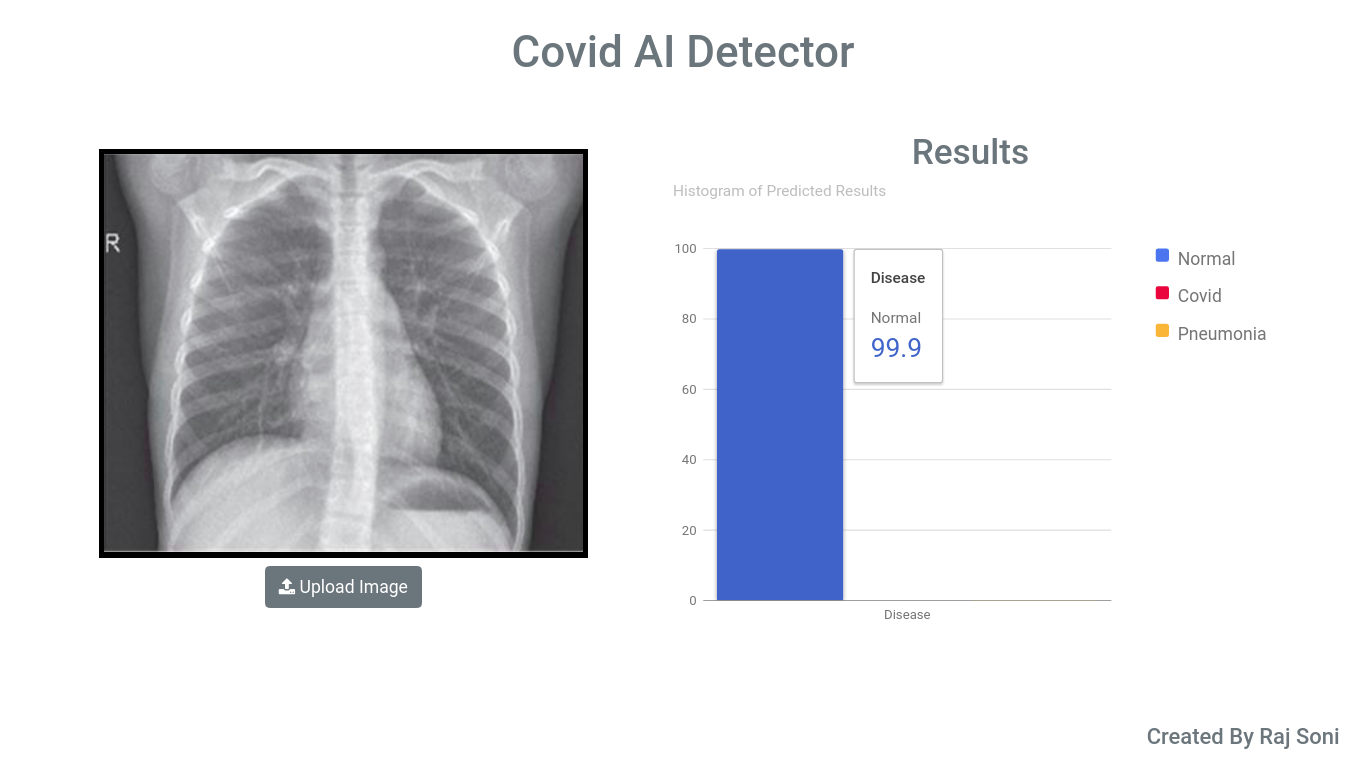 Covid AI Detector
R
Upload Image
Results
Histogram of Predicted Results
100
80
60
40
20
0
Disease
Disease
Normal
99.9
Normal
Covid
Pneumonia
Created By Raj Soni